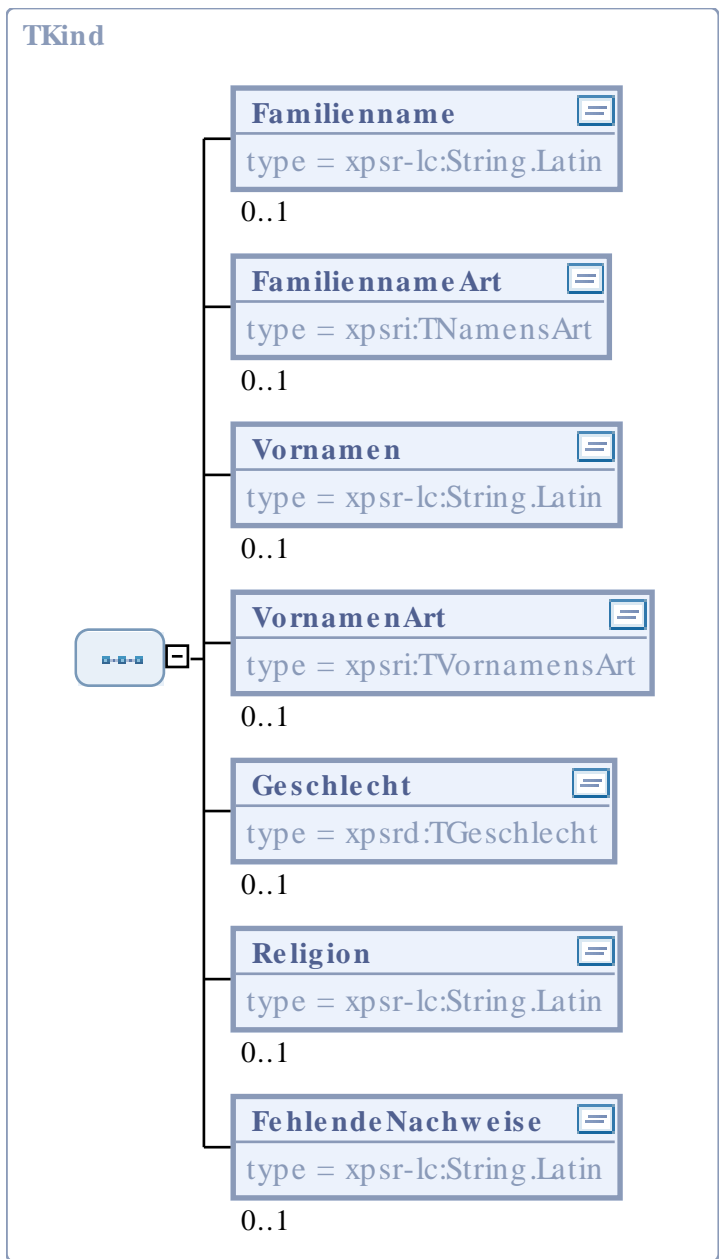 TKind
Familienname
type = xpsr-lc:String.Latin
0..1
FamiliennameArt
type = xpsri:TNamensArt
0..1
Vornamen
type = xpsr-lc:String.Latin
0..1
VornamenArt
type = xpsri:TVornamensArt
0..1
Geschlecht
type = xpsrd:TGeschlecht
0..1
Religion
type = xpsr-lc:String.Latin
0..1
FehlendeNachweise
type = xpsr-lc:String.Latin
0..1